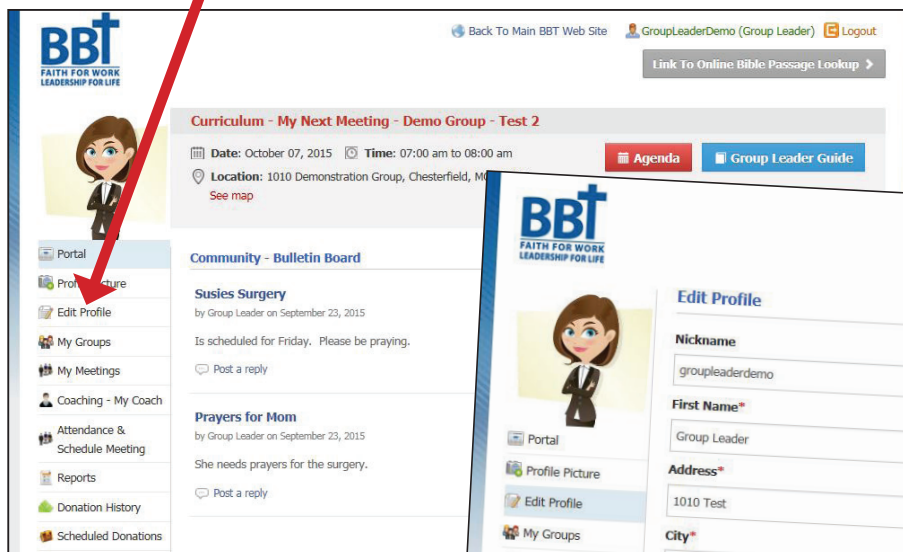 BBT
FAITH FOR WORK
LEADERSHIP FOR LIFE
Back To Main BBT Web Site GroupLeaderDemo (Group Leader) Logout
Link To Online Bible Passage Lookup >
Curriculum - My Next Meeting - Demo Group - Test 2
Date: October 07, 2015 Time: 07:00 am to 08:00 am
Location: 1010 Demonstration Group, Chesterfield,
See map
Agenda
Group Leader Guide
Portal
Picture
Edit Profile
My Groups
My Meetings
Coaching - My Coach
Attendance &
Schedule Meeting
Reports
Donation History
Scheduled Donations
Community - Bulletin Board
Susies Surgery
by Group Leader on September 23, 2015
Is scheduled for Friday. Please be praying.
Post a reply
Prayers for Mom
by Group Leader on September 23, 2015
She needs prayers for the surgery.
Post a reply
BBT
FAITH FOR WORK
LEADERSHIP FOR LIFE
Portal
Profile Picture
Edit Profile
My Groups
Edit Profile
Nickname
groupleaderdemo
First Name*
Group Leader
Address*
1010 Test
City*